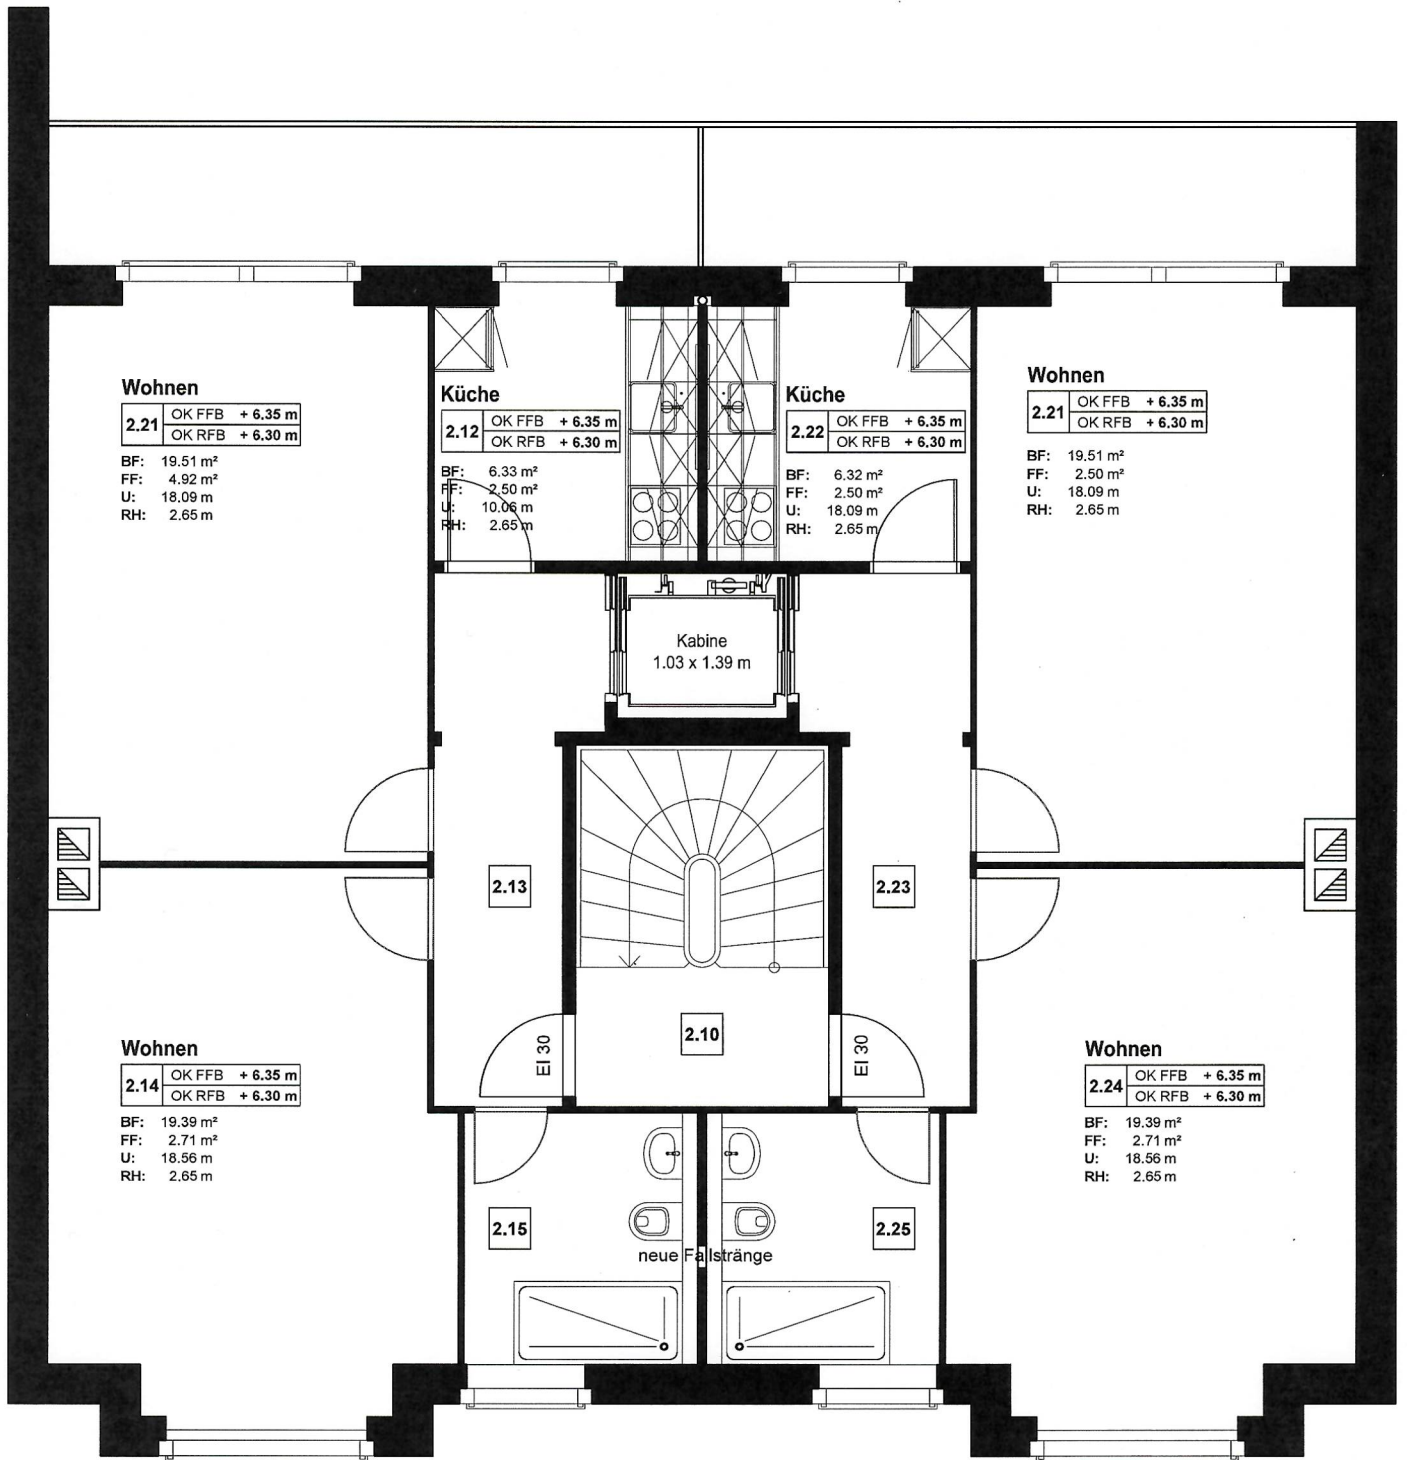 Wohnen
2.21 OK FFB + 6.35 m
OK RFB + 6.30 m
BF: 19.51 m²
FF: 4.92 m²
U: 18.09 m
RH: 2.65 m
Küche
2.12 OK FFB + 6.35 m
OK RFB + 6.30 m
BF: 6.33 m²
FF: 2.50 m²
U: 10.06 m
RH: 2.65 m
Küche
2.22 OK FFB + 6.35 m
OK RFB + 6.30 m
BF: 6.32 m²
FF: 2.50 m²
U: 18.09 m
RH: 2.65 m
Wohnen
2.21 OK FFB + 6.35 m
OK RFB + 6.30 m
BF: 19.51 m²
FF: 2.50 m²
U: 18.09 m
RH: 2.65 m
Kabine
1.03 x 1.39 m
2.13
2.23
2.10
EI 30
EI 30
Wohnen
2.14 OK FFB + 6.35 m
OK RFB + 6.30 m
BF: 19.39 m²
FF: 2.71 m²
U: 18.56 m
RH: 2.65 m
Wohnen
2.24 OK FFB + 6.35 m
OK RFB + 6.30 m
BF: 19.39 m²
FF: 2.71 m²
U: 18.56 m
RH: 2.65 m
2.15
2.25
neue Fallstränge